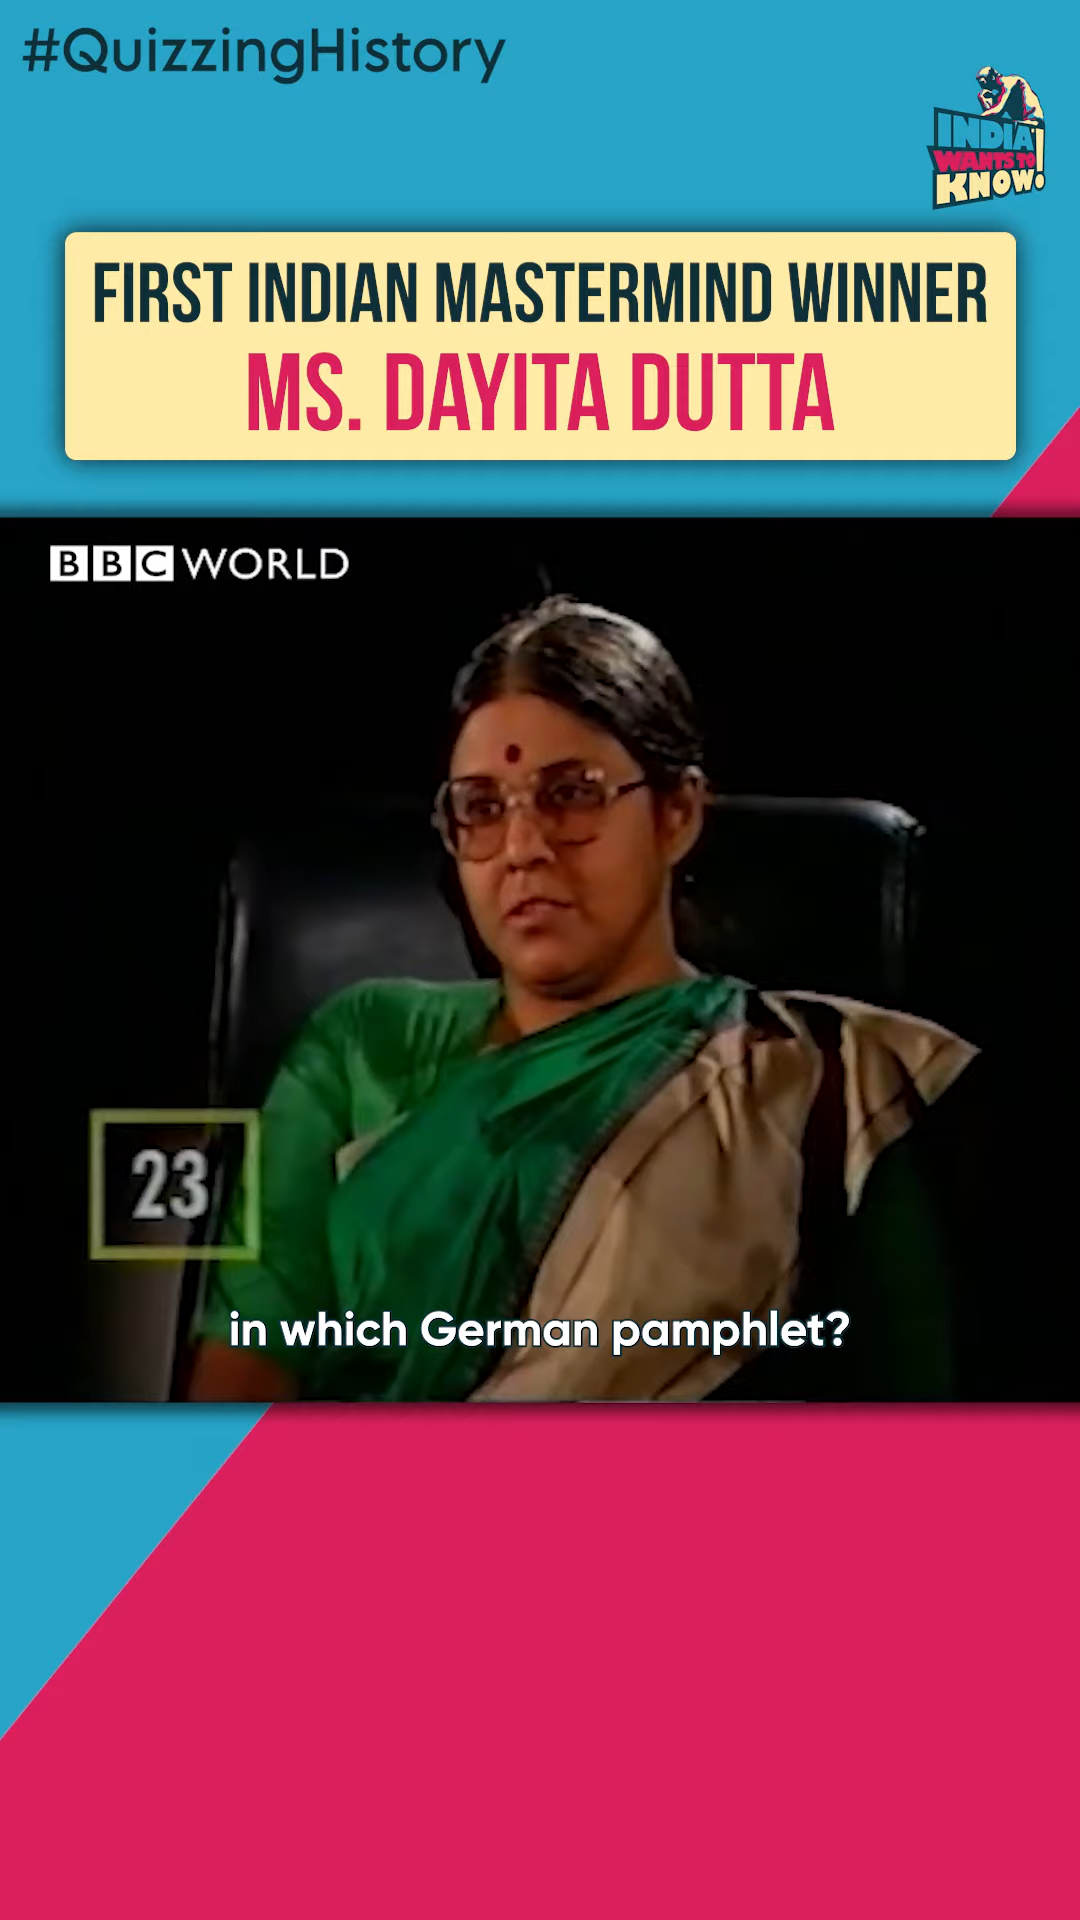 #QuizzingHistory
INDIA
WANTS TO
KNOW!
FIRST INDIAN MASTERMIND WINNER
MS. DAYITA DUTTA
BBC WORLD
23
in which German pamphlet?